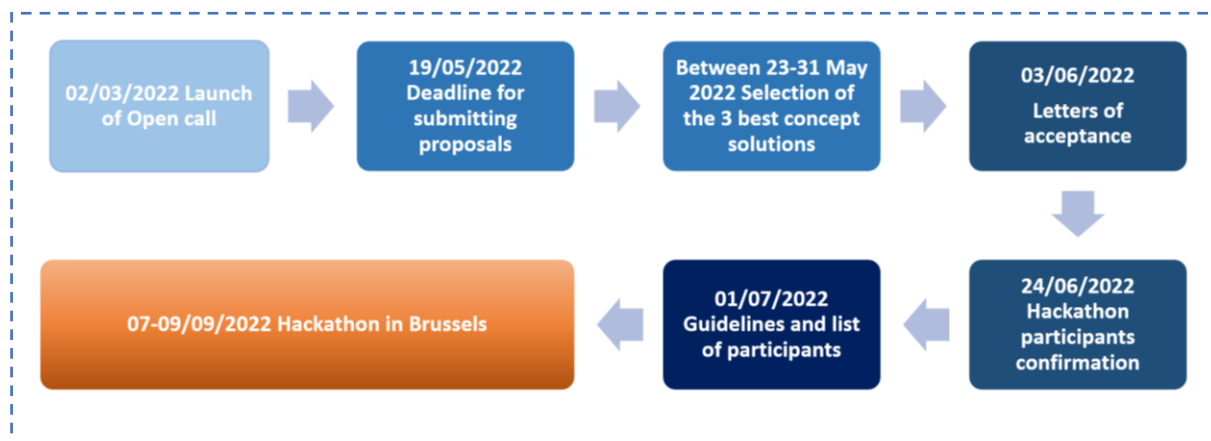 02/03/2022 Launch
of Open call
19/05/2022
Deadline for
submitting
proposals
Between 23-31 May
2022 Selection of
the 3 best concept
solutions
03/06/2022
Letters of
acceptance
24/06/2022
Hackathon
participants
confirmation
01/07/2022
Guidelines and list
of participants
07-09/09/2022 Hackathon in Brussels